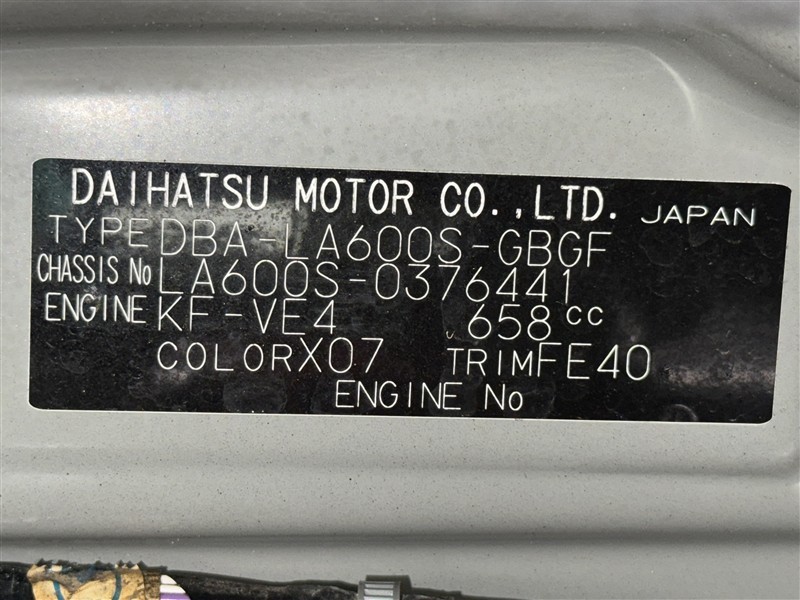 DAIHATSU MOTOR CO.,LTD. JAPAN
TYPE DBA-LA600S-GBGF
CHASSIS No LA600S-0376441
ENGINE KF-VE4 658 cc
COLOR X07 TRIM FE40
ENGINE No